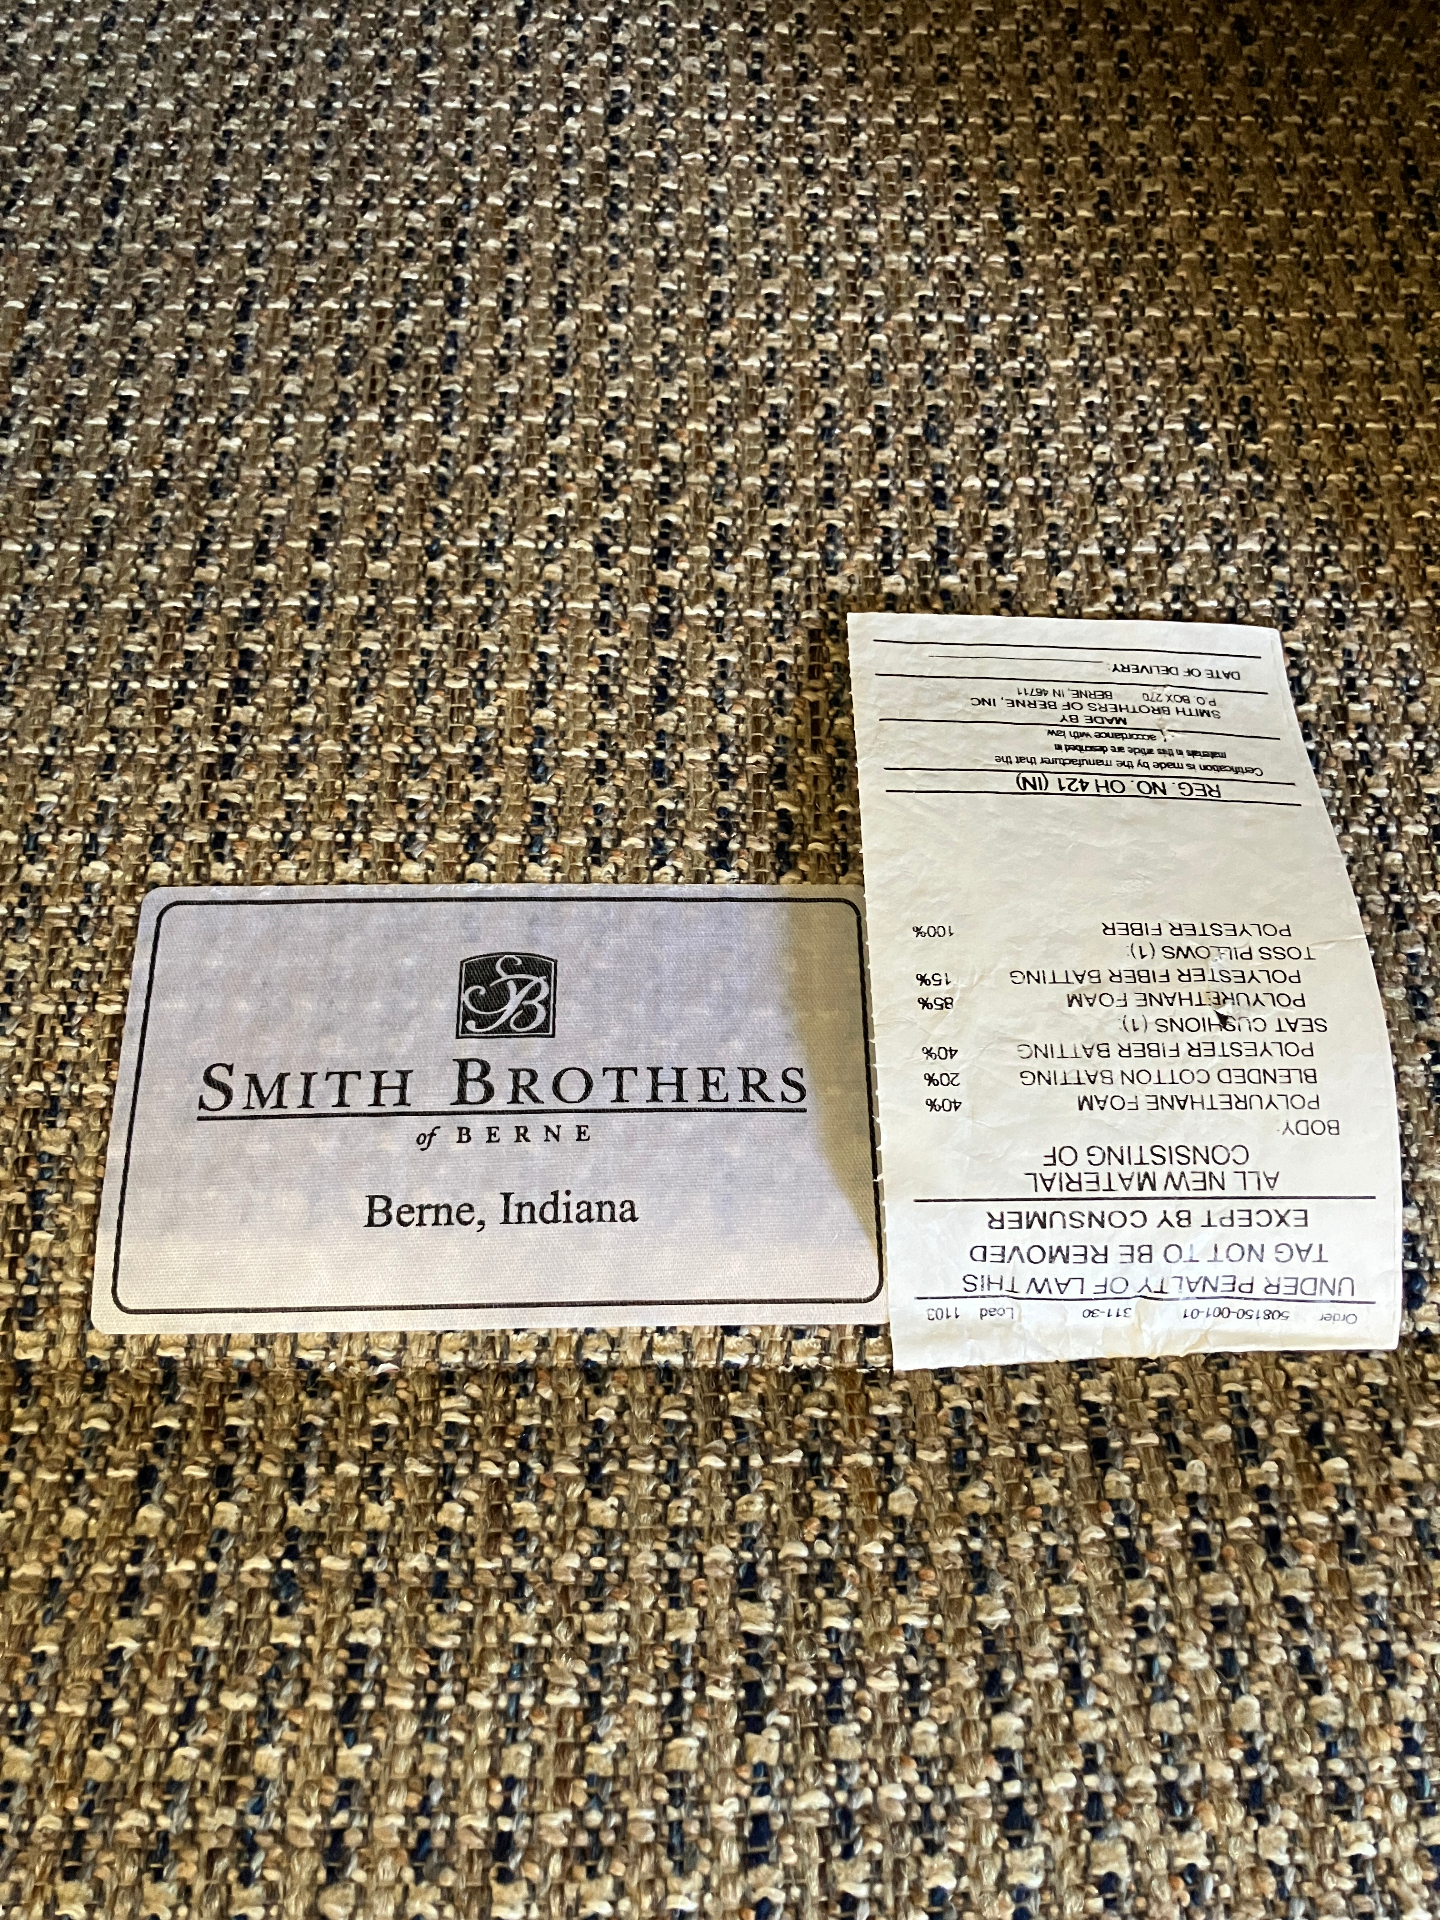 SB
SMITH BROTHERS
of BERNE
Berne, Indiana
Order 508150-001-01 311-30 Load 1103
UNDER PENALTY OF LAW THIS
TAG NOT TO BE REMOVED
EXCEPT BY CONSUMER
ALL NEW MATERIAL
CONSISTING OF
BODY:
POLYURETHANE FOAM 40%
BLENDED COTTON BATTING 20%
POLYESTER FIBER BATTING 40%
SEAT CUSHIONS (1):
POLYURETHANE FOAM 85%
POLYESTER FIBER BATTING 15%
TOSS PILLOWS (1):
POLYESTER FIBER 100%
REG. NO. OH 421 (IN)
Certification is made by the manufacturer that the
materials in this article are described in
accordance with law
MADE BY
SMITH BROTHERS OF BERNE, INC
P.O. BOX 270 BERNE, IN 46711
DATE OF DELIVERY: